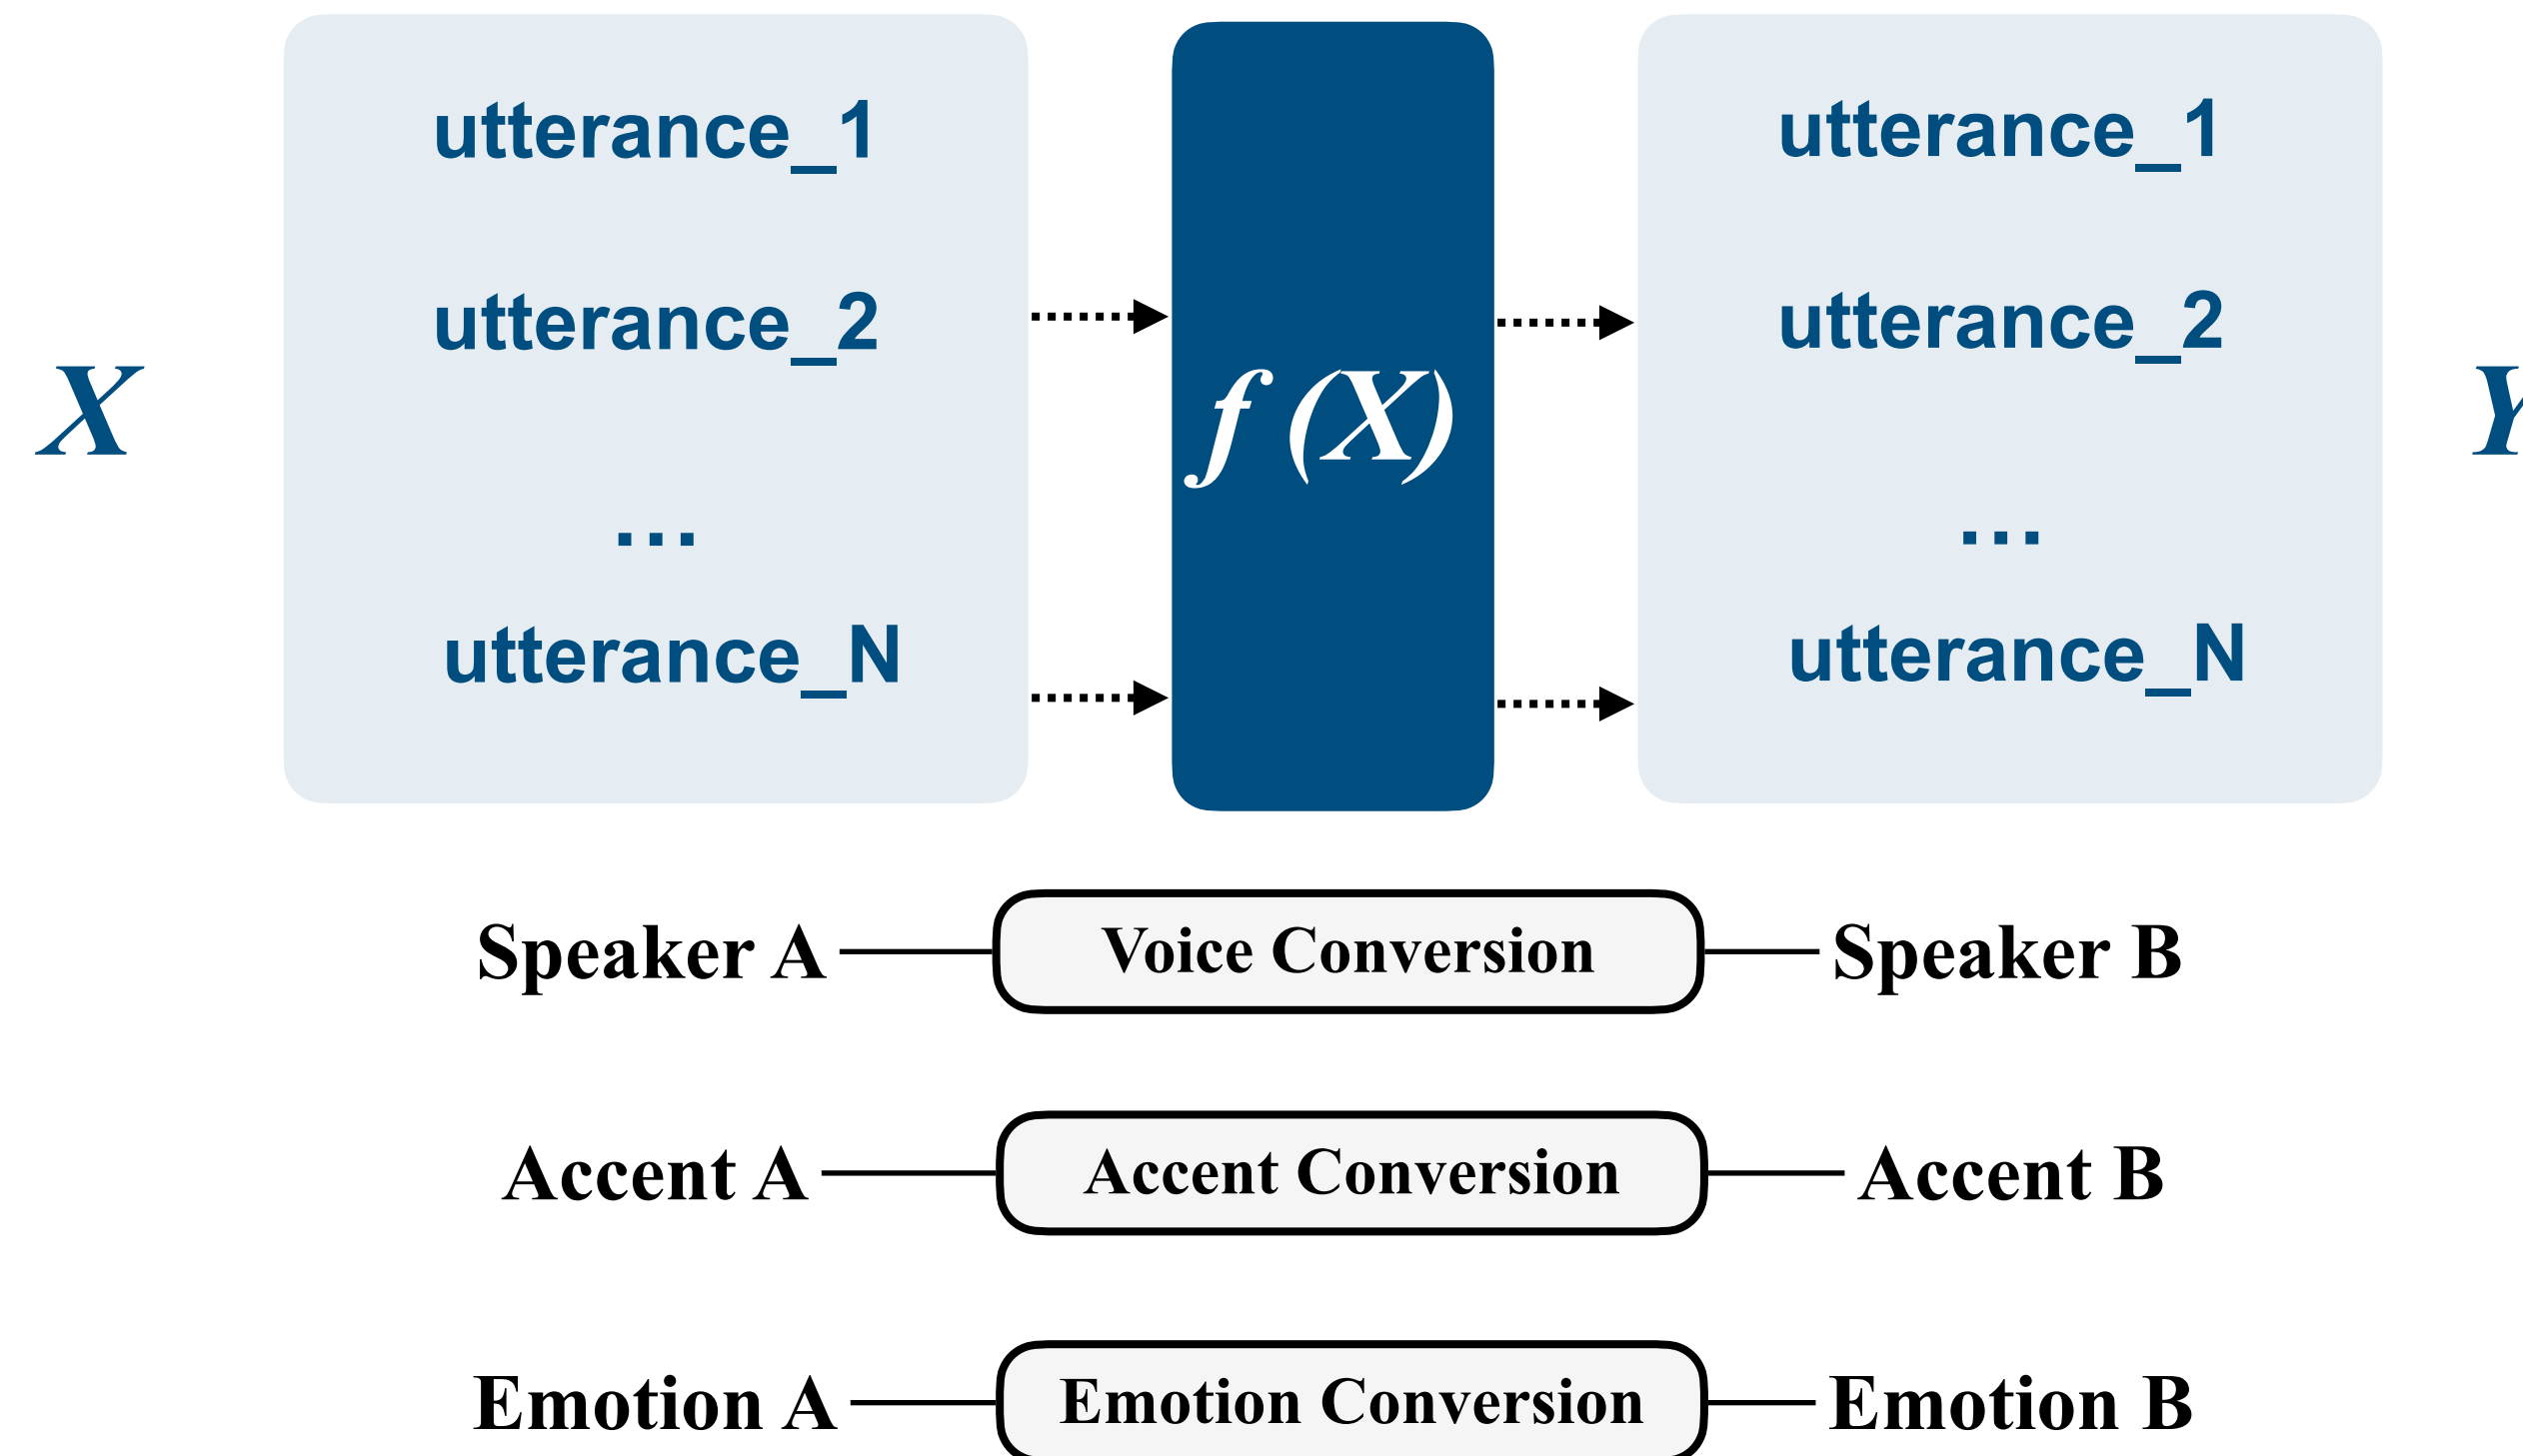 utterance_1
utterance_2
...
utterance_N
X
f (X)
utterance_1
utterance_2
...
utterance_N
Y
Speaker A
Voice Conversion
Speaker B
Accent A
Accent Conversion
Accent B
Emotion A
Emotion Conversion
Emotion B